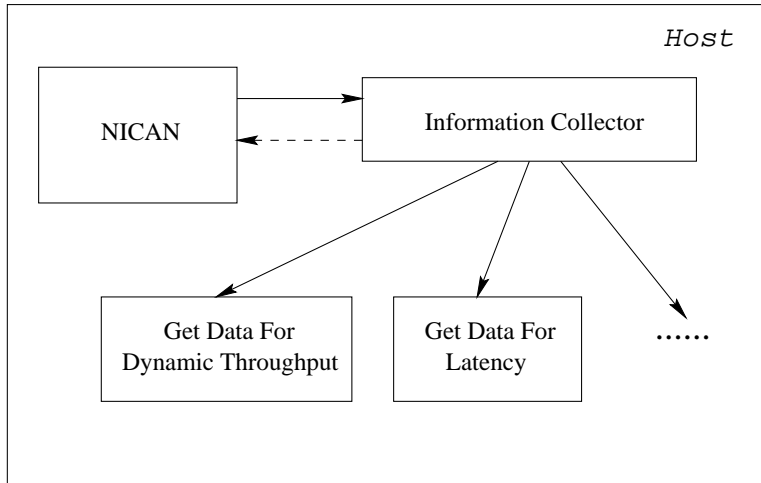 Host
NICAN
Information Collector
Get Data For
Dynamic Throughput
Get Data For
Latency
......